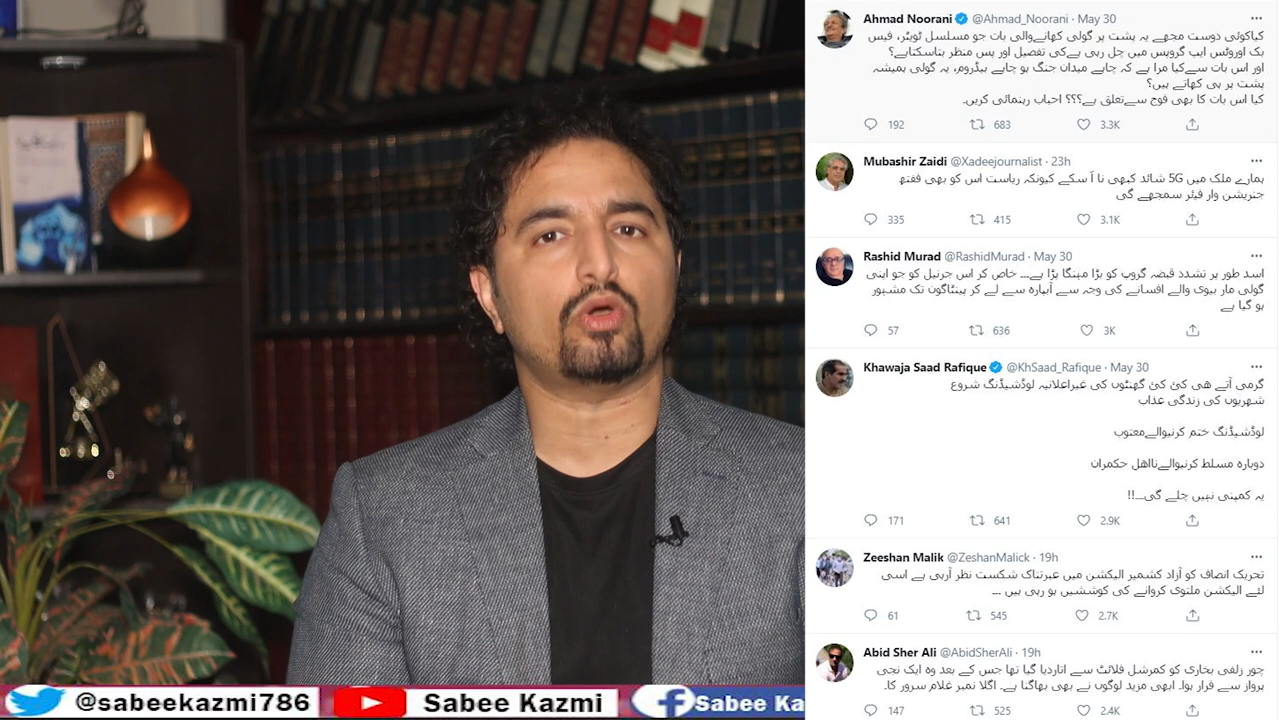 Ahmad Noorani @Ahmad_Noorani · May 30
کیاکوئی دوست مجھے یہ پشت پر گولی کھانےوالی بات جو مسلسل ٹویٹر، فیس
بک اوروٹس ایپ گروپس میں چل رہی ہےکی تفصیل اور پس منظر بتاسکتاہے؟
اور اس بات سےکیا مرا ہے کہ چاہے میدان جنگ ہو چاہے بیڈروم، یہ گولی ہمیشہ
پشت پر ہی کھاتے ہیں؟
کیا اس بات کا بھی فوج سےتعلق ہے؟؟؟ احباب رہنمائی کریں۔
192 683 3.3K
Mubashir Zaidi @Xadeejournalist · 23h
ہمارے ملک میں 5G شائد کبھی نا آ سکے کیونکہ ریاست اس کو بھی ففتھ
جنریشن وار فیئر سمجھے گی
335 415 3.1K
Rashid Murad @RashidMurad · May 30
اسد طور پر تشدد قبضہ گروپ کو بڑا مہنگا پڑا ہے... خاص کر اس جرنیل کو جو اپنی
گولی مار بیوی والے افسانے کی وجہ سے آبپارہ سے لے کر پینٹاگون تک مشہور
ہو گیا ہے
57 636 3K
Khawaja Saad Rafique @KhSaad_Rafique · May 30
گرمی آتے ھی کئ کئ گھنٹوں کی غیراعلانیہ لوڈشیڈنگ شروع
شھریوں کی زندگی عذاب
لوڈشیڈنگ ختم کرنیوالےمعتوب
دوبارہ مسلط کرنیوالےنااھل حکمران
یہ کمپنی نہیں چلے گی...!!
171 641 2.9K
Zeeshan Malik @ZeshanMalick · 19h
تحریک انصاف کو آزاد کشمیر الیکشن میں عبرتناک شکست نظر آرہی ہے اسی
لئے الیکشن ملتوی کروانے کی کوششیں ہو رہی ہیں ...
61 545 2.7K
Abid Sher Ali @AbidSherAli · 19h
چور زلفی بخاری کو کمرشل فلائٹ سے اتاردیا گیا تھا جس کے بعد وہ ایک نجی
پرواز سے فرار ہوا۔ ابھی مزید لوگوں نے بھی بھاگنا ہے۔ اگلا نمبر غلام سرور کا۔
147 525 2.4K
@sabeekazmi786 Sabee Kazmi Sabee Ka